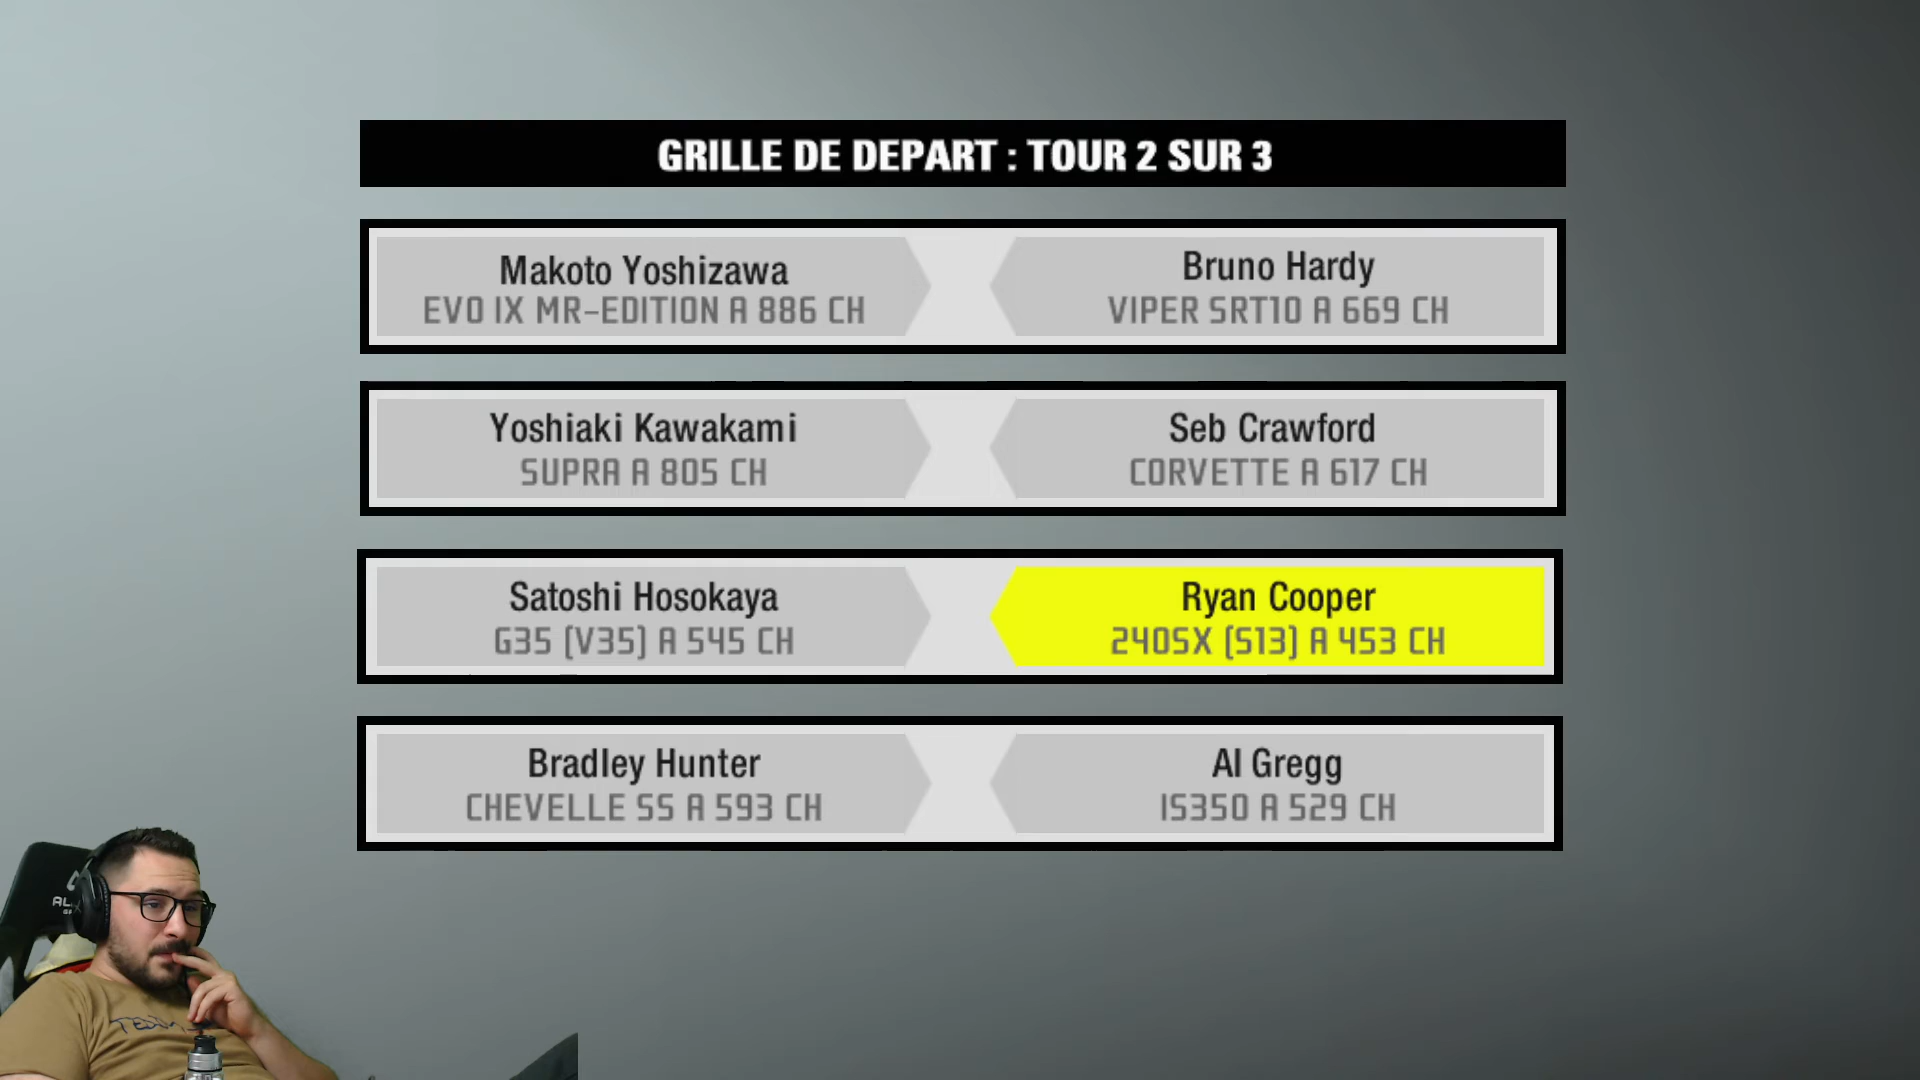 GRILLE DE DEPART : TOUR 2 SUR 3
Makoto Yoshizawa
EVO IX MR-EDITION A 886 CH
Bruno Hardy
VIPER SRT10 A 669 CH
Yoshiaki Kawakami
SUPRA A 805 CH
Seb Crawford
CORVETTE A 617 CH
Satoshi Hosokaya
G35 (V35) A 545 CH
Ryan Cooper
240SX (S13) A 453 CH
Bradley Hunter
CHEVELLE SS A 593 CH
Al Gregg
IS350 A 529 CH